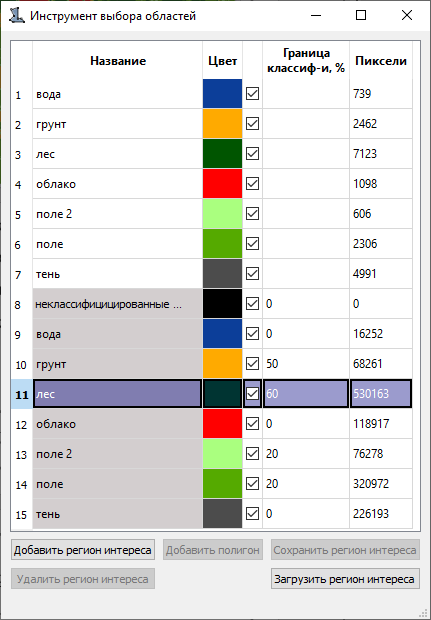 Инструмент выбора областей
Название Цвет Граница классиф-и, % Пиксели
1 вода 739
2 грунт 2462
3 лес 7123
4 облако 1098
5 поле 2 606
6 поле 2306
7 тень 4991
8 неклассифицицированные ... 0 0
9 вода 0 16252
10 грунт 50 68261
11 лес 60 530163
12 облако 0 118917
13 поле 2 20 76278
14 поле 20 320972
15 тень 0 226193
Добавить регион интереса Добавить полигон Сохранить регион интереса
Удалить регион интереса Загрузить регион интереса